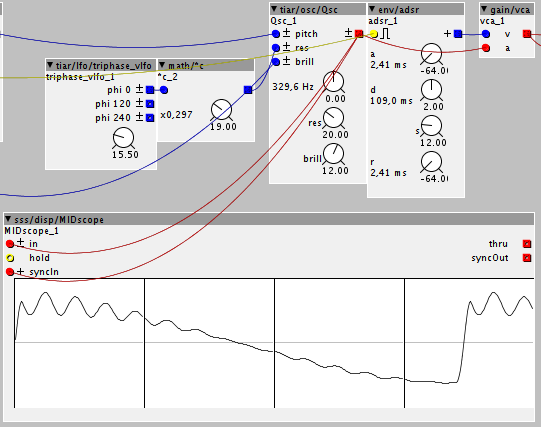 tiar/osc/Qsc
Qsc_1
pitch
res
brill
329,6 Hz
0.00
res
20.00
brill
12.00
env/adsr
adsr_1
a
2,41 ms
-64.0
d
109,0 ms
2.00
s
12.00
r
2,41 ms
-64.0
gain/vca
vca_1
v
a
tiar/lfo/triphase_vlfo
triphase_vlfo_1
phi 0
phi 120
phi 240
15.50
math/*c
*c_2
x0,297
19.00
sss/disp/MIDscope
MIDscope_1
in
thru
hold
syncOut
syncIn